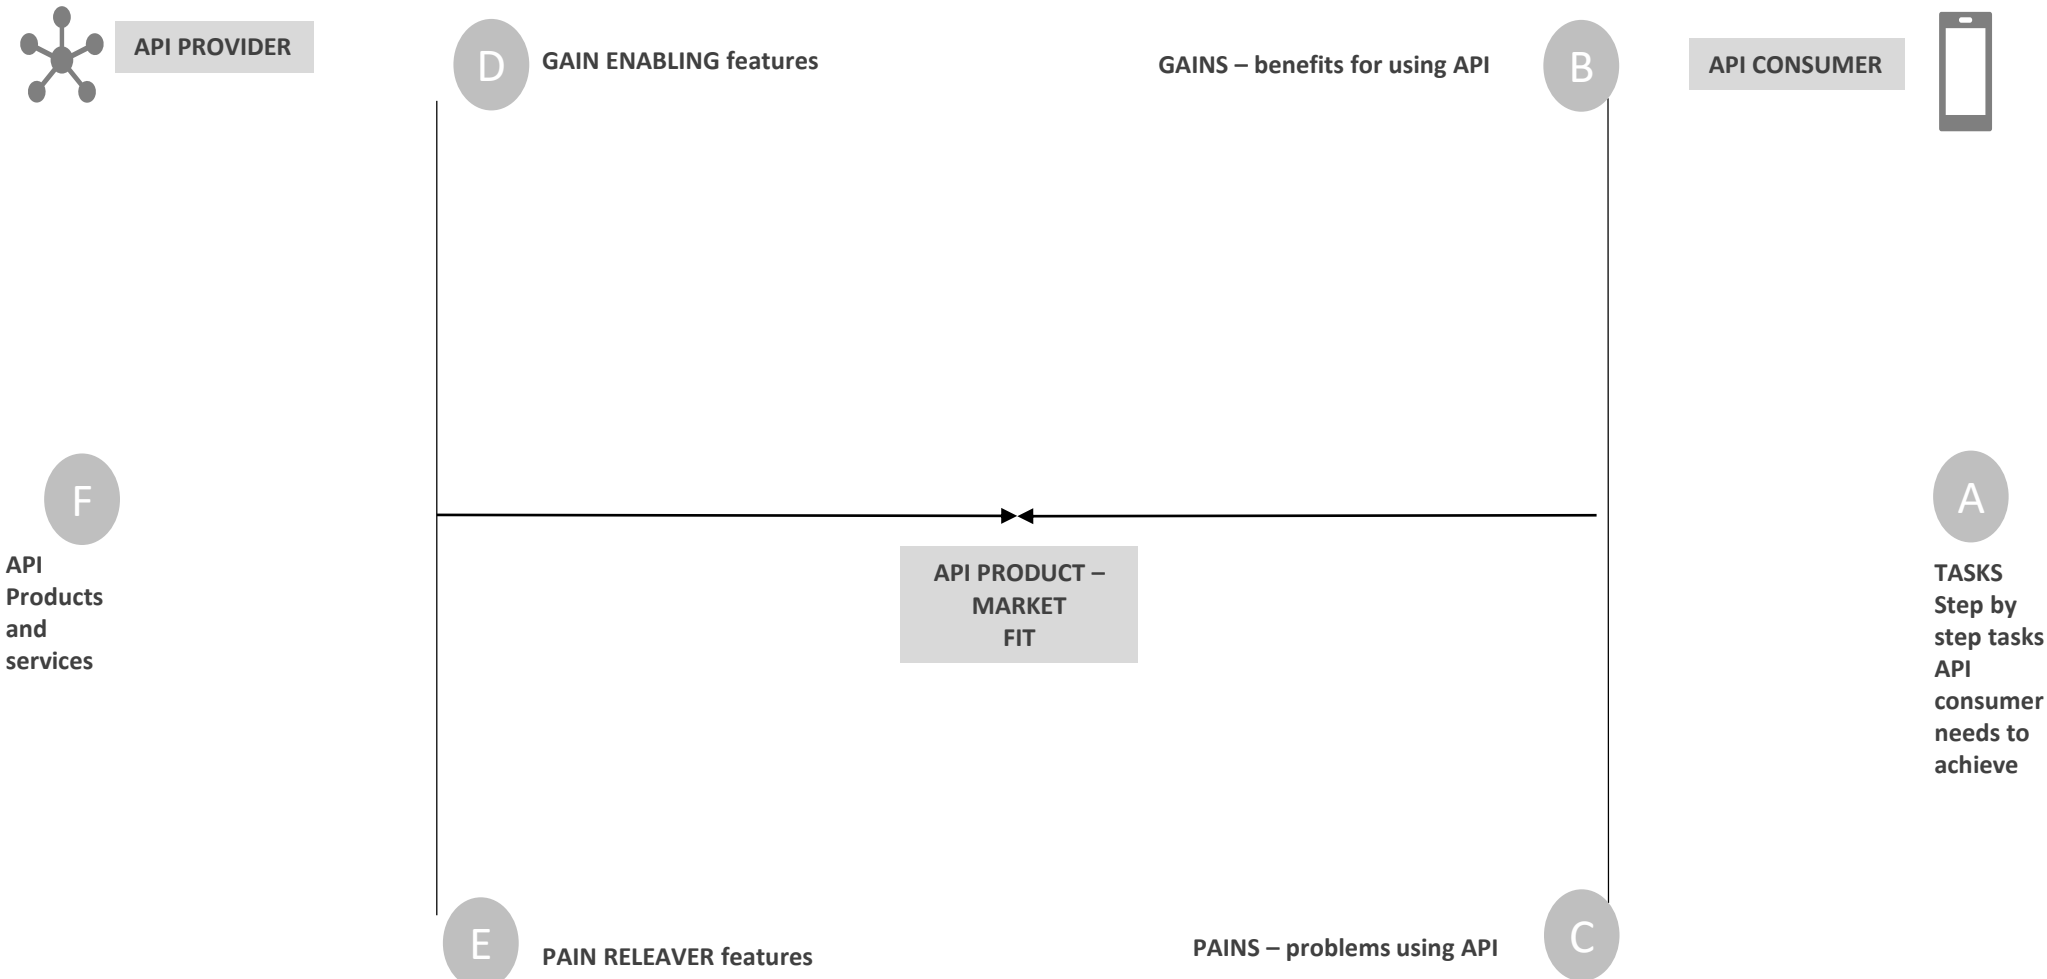 API PROVIDER
D
GAIN ENABLING features
GAINS – benefits for using API
B
API CONSUMER
F
API
Products
and
services
API PRODUCT –
MARKET
FIT
A
TASKS
Step by
step tasks
API
consumer
needs to
achieve
E
PAIN RELEAVER features
PAINS – problems using API
C